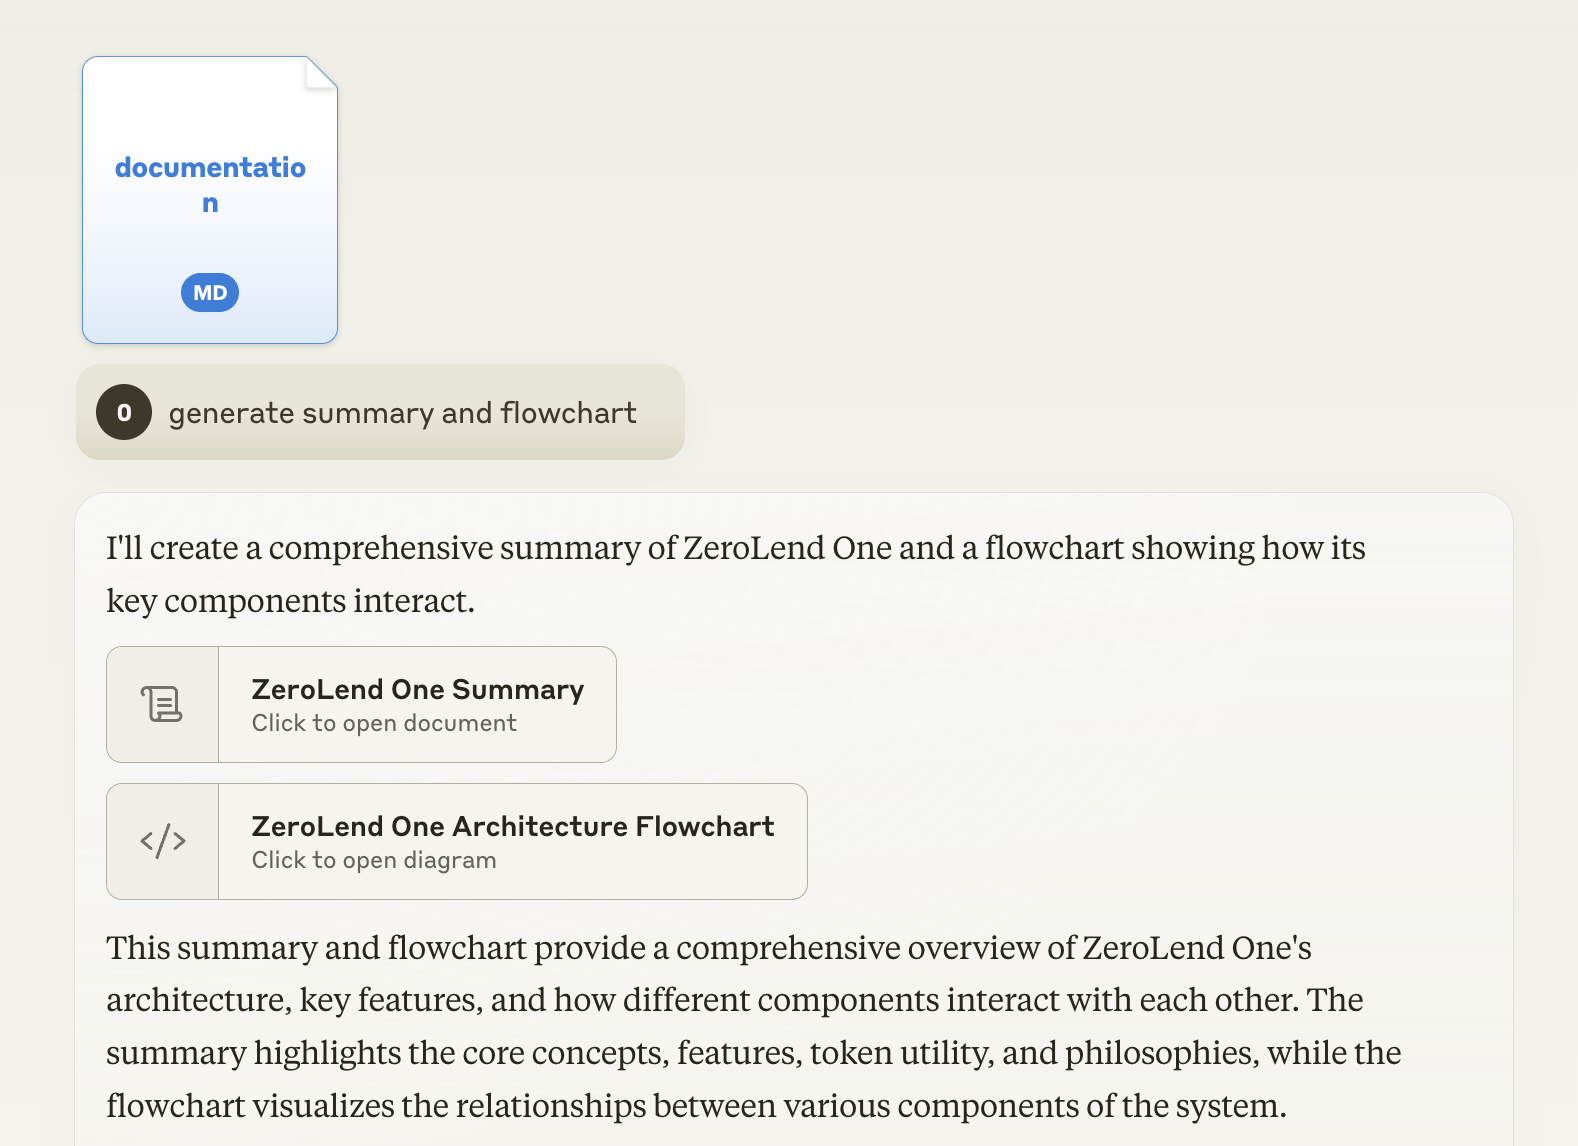 documentatio
n
MD
0 generate summary and flowchart
I'll create a comprehensive summary of ZeroLend One and a flowchart showing how its
key components interact.
ZeroLend One Summary
Click to open document
</>
ZeroLend One Architecture Flowchart
Click to open diagram
This summary and flowchart provide a comprehensive overview of ZeroLend One's
architecture, key features, and how different components interact with each other. The
summary highlights the core concepts, features, token utility, and philosophies, while the
flowchart visualizes the relationships between various components of the system.